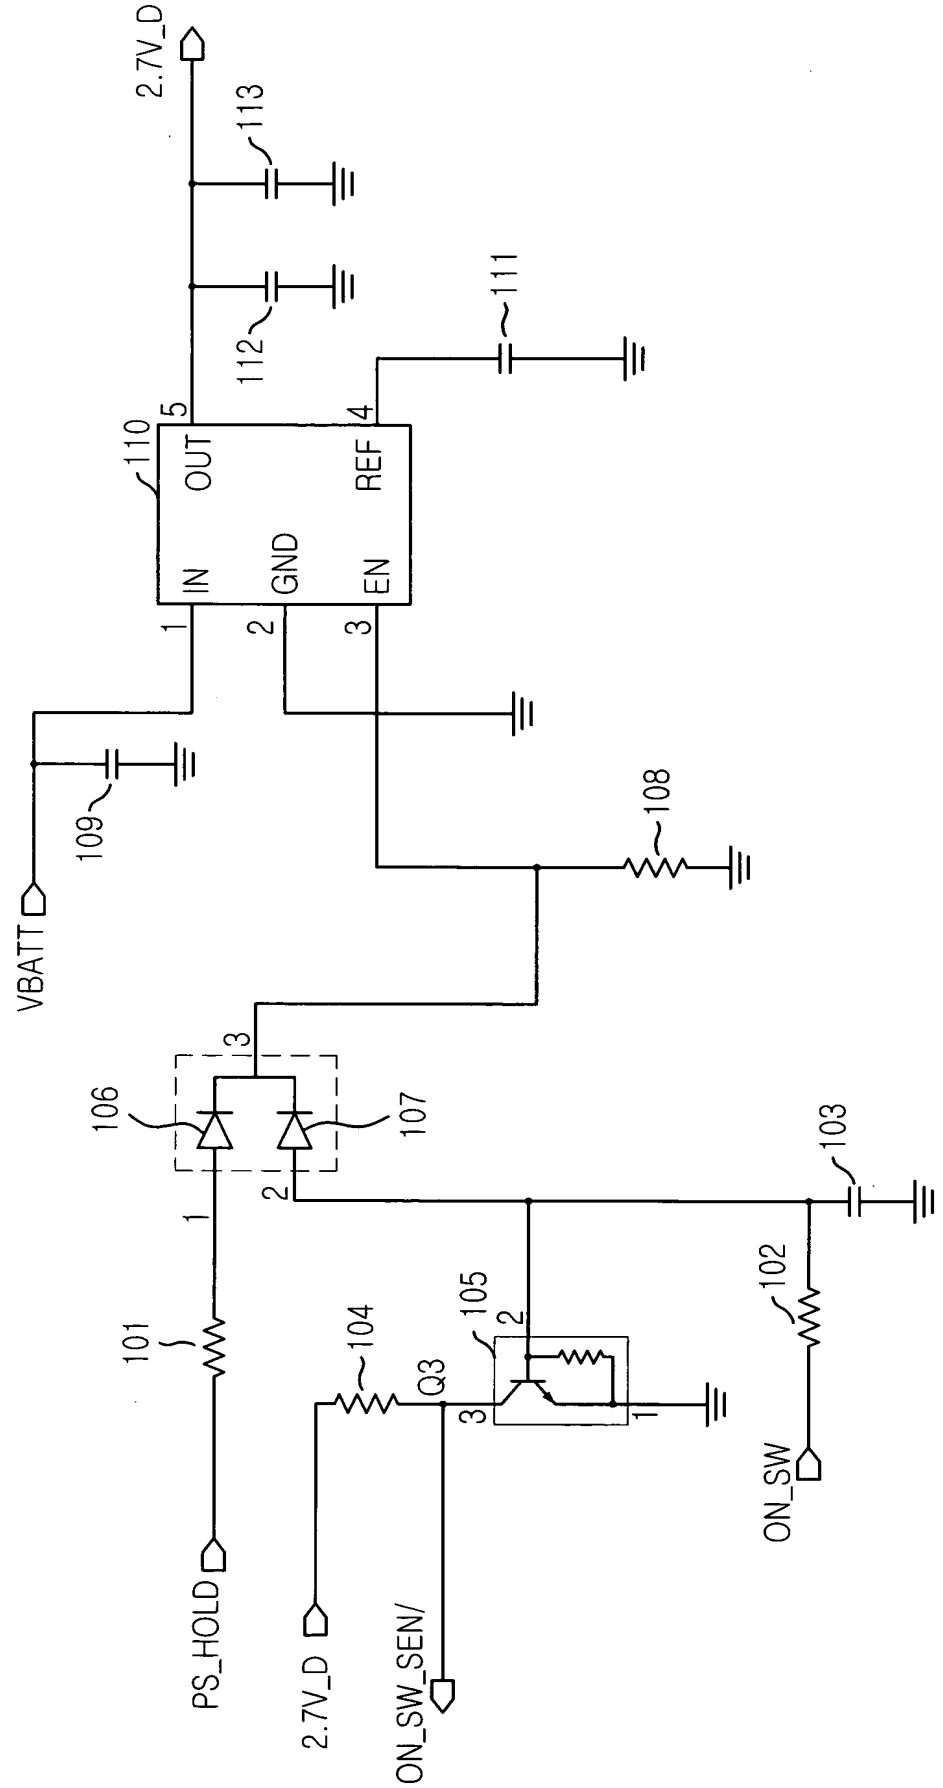 PS_HOLD
101
1
106
107
2
3
2.7V_D
104
Q3
3
105
2
1
ON_SW_SEN/
ON_SW
102
103
VBATT
109
108
1
2
3
110
IN
GND
EN
OUT
REF
5
4
112
113
111
2.7V_D